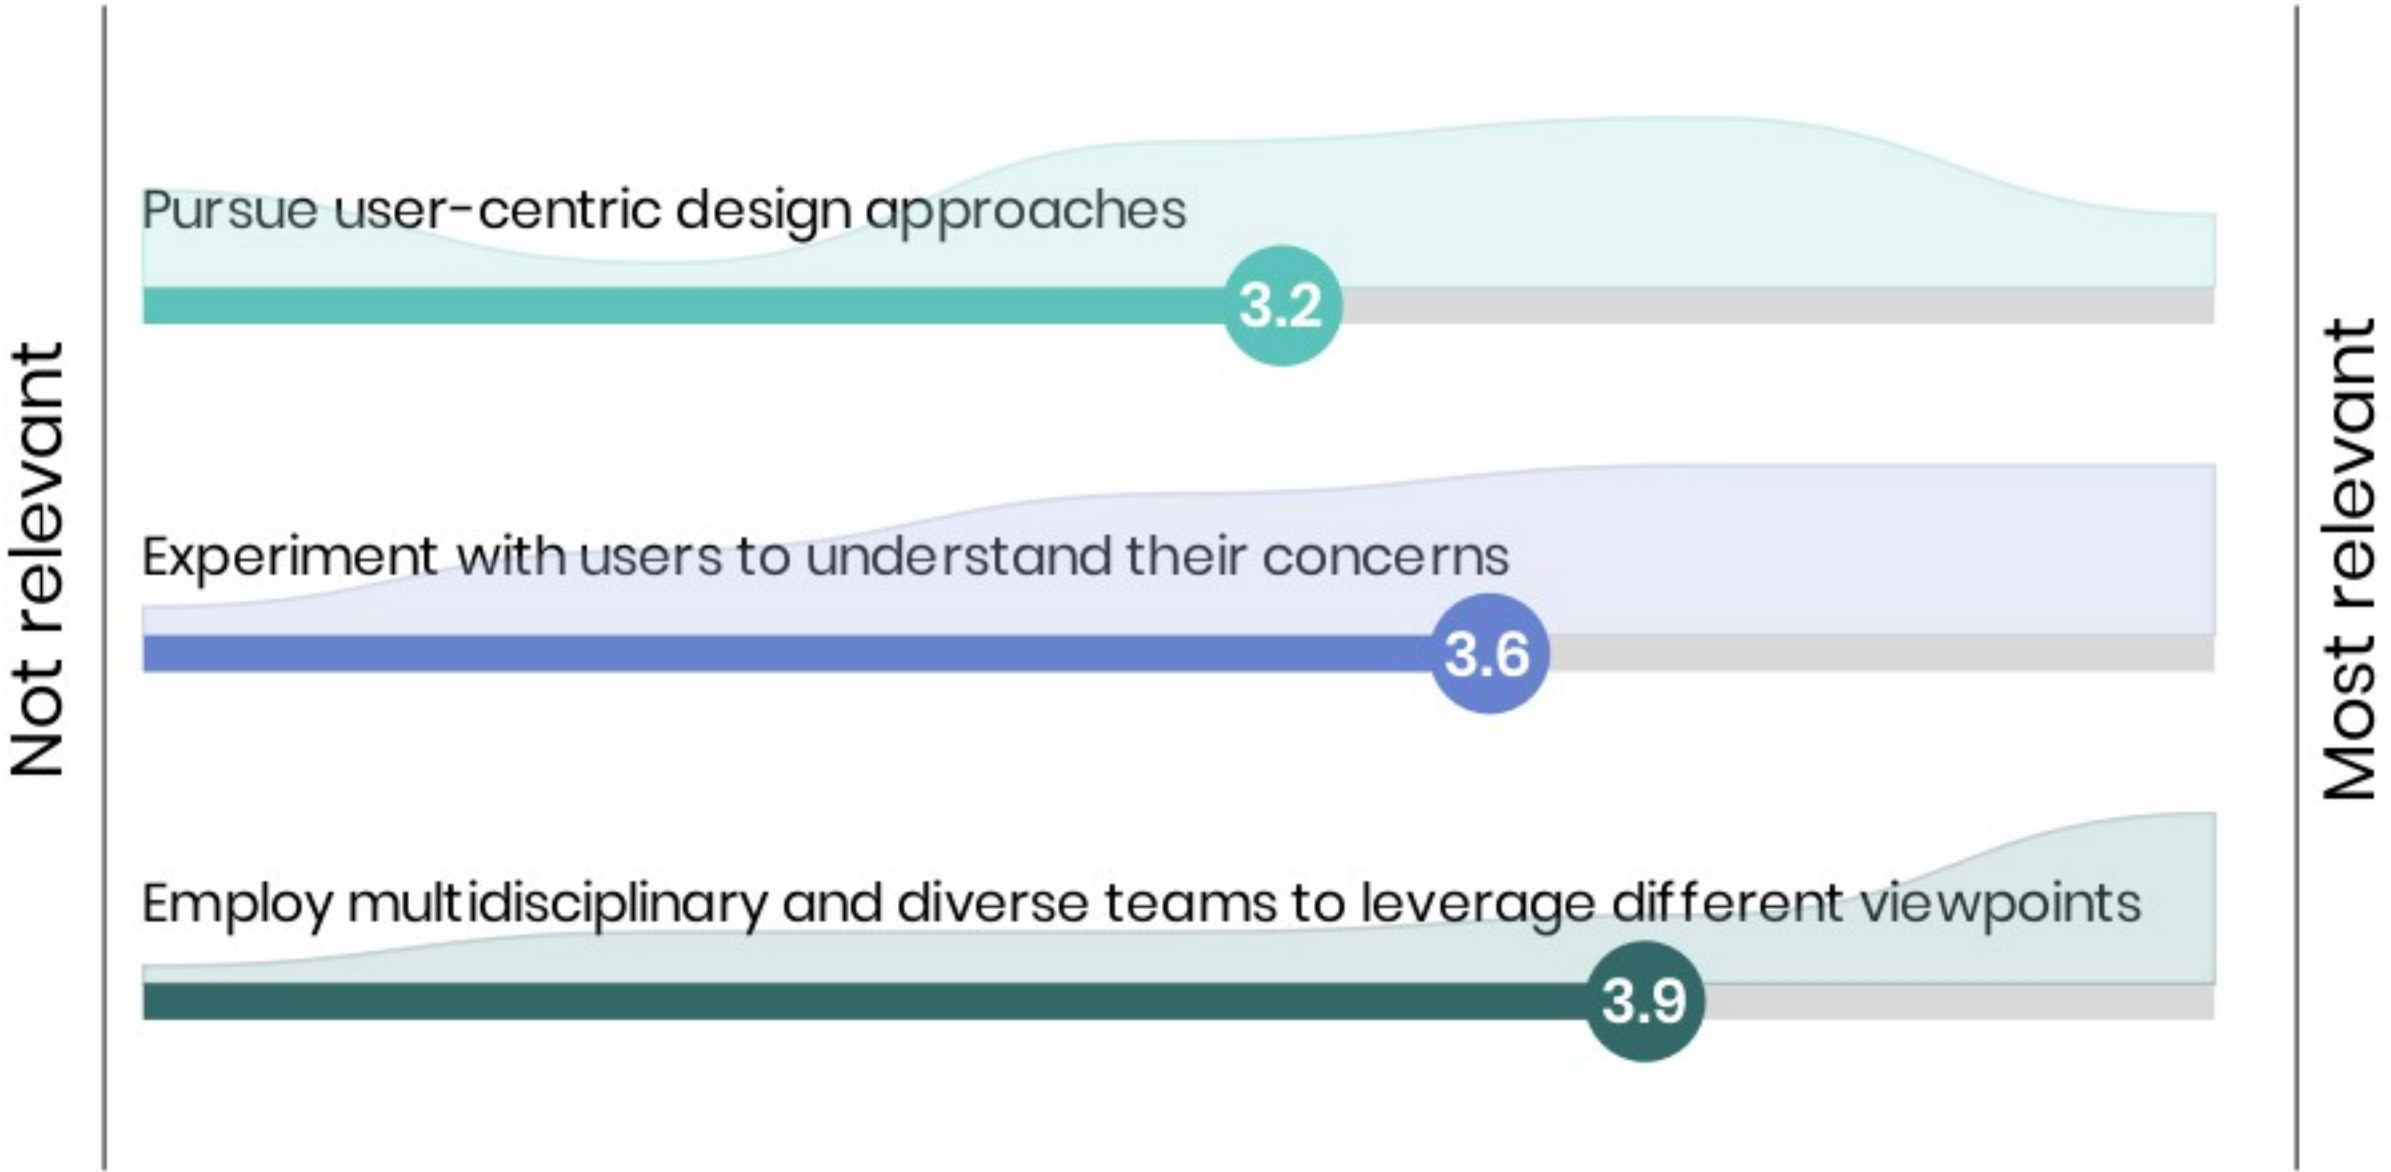 Not relevant
Pursue user-centric design approaches
3.2
Experiment with users to understand their concerns
3.6
Employ multidisciplinary and diverse teams to leverage different viewpoints
3.9
Most relevant